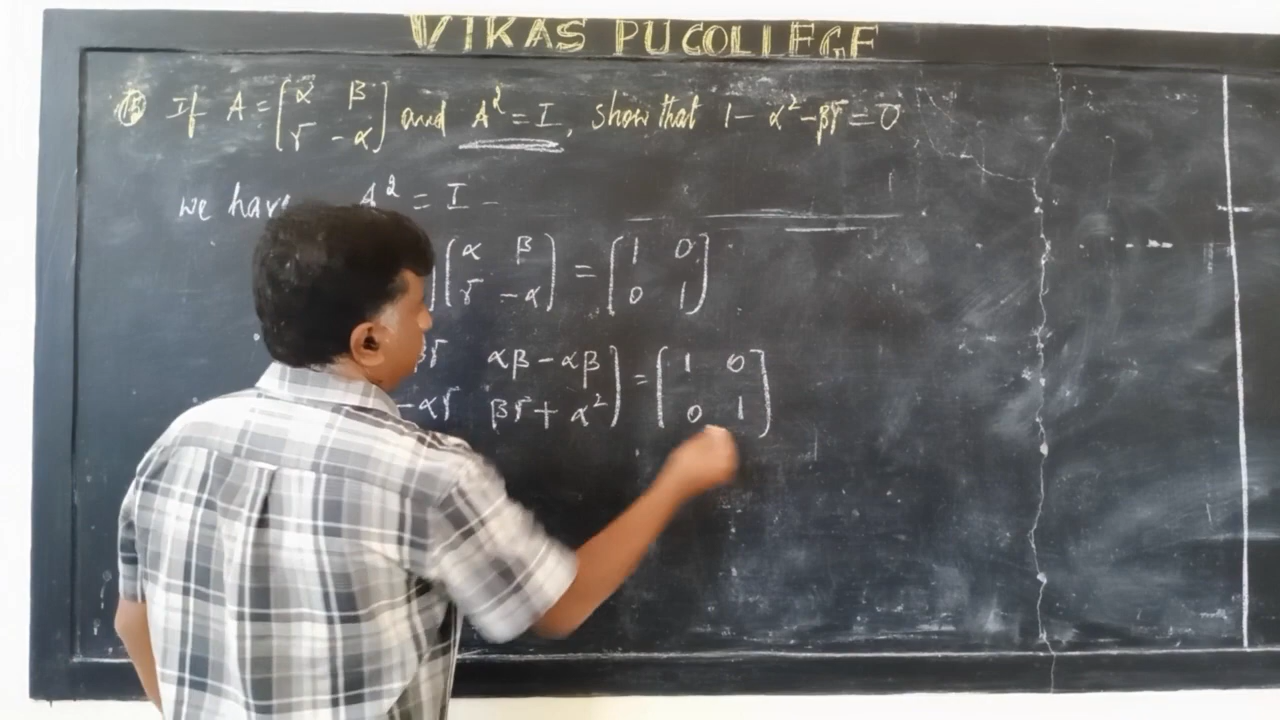 VIKAS PU COLLEGE
If A = [α β] and A² = I, show that 1 - α² - βγ = 0
[γ -α]
we have A² = I
[α β] = [1 0]
[γ -α] [0 1]
βγ αβ - αβ) = [1 0]
- αγ βγ + α²) [0 1]